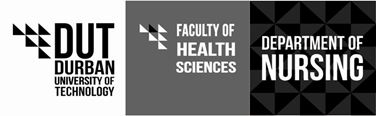 DUT
DURBAN
UNIVERSITY OF
TECHNOLOGY
FACULTY OF
HEALTH
SCIENCES
DEPARTMENT OF
NURSING